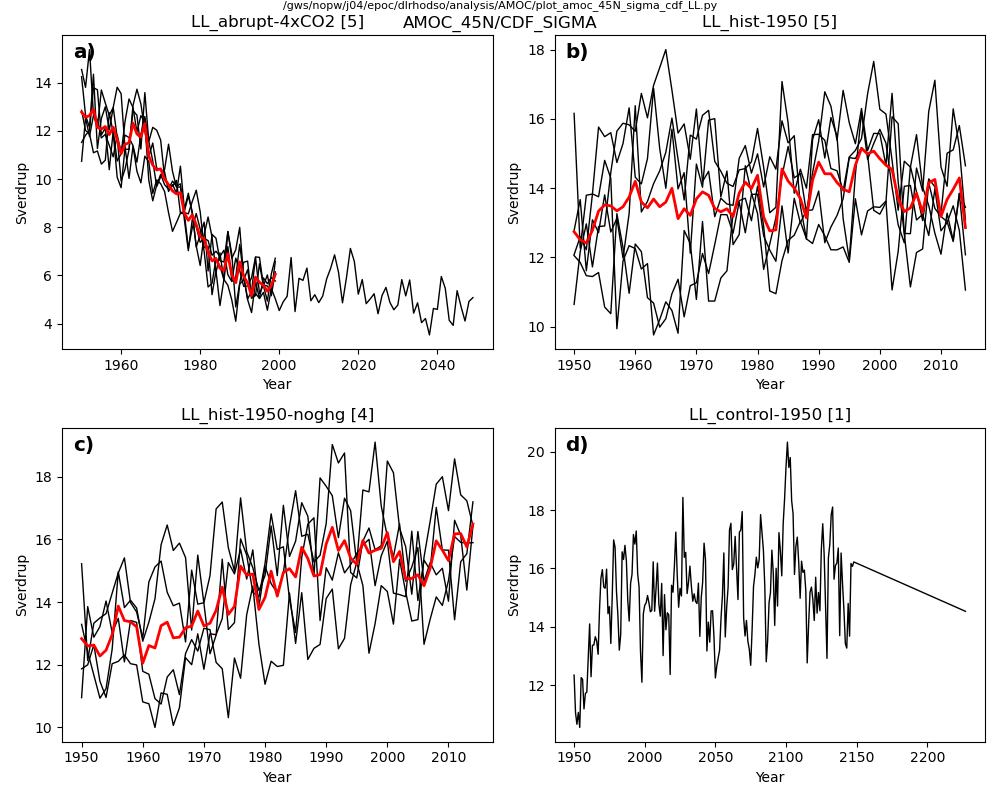 /gws/nopw/j04/epoc/dlrhodso/analysis/AMOC/plot_amoc_45N_sigma_cdf_LL.py
AMOC_45N/CDF_SIGMA
LL_abrupt-4xCO2 [5]
a)
Sverdrup
14
12
10
8
6
4
1960 1980 2000 2020 2040
Year
LL_hist-1950 [5]
b)
Sverdrup
18
16
14
12
10
1950 1960 1970 1980 1990 2000 2010
Year
LL_hist-1950-noghg [4]
c)
Sverdrup
18
16
14
12
10
1950 1960 1970 1980 1990 2000 2010
Year
LL_control-1950 [1]
d)
Sverdrup
20
18
16
14
12
1950 2000 2050 2100 2150 2200
Year